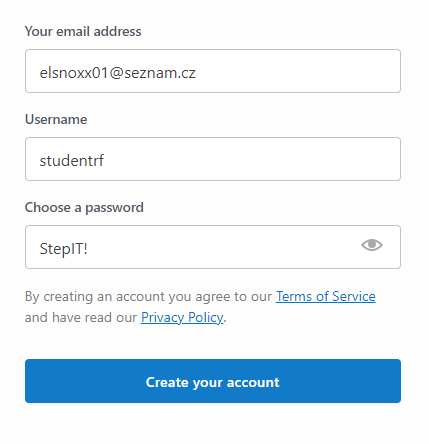 Your email address
elsnoxx01@seznam.cz
Username
studentrf
Choose a password
StepIT!
By creating an account you agree to our Terms of Service
and have read our Privacy Policy.
Create your account